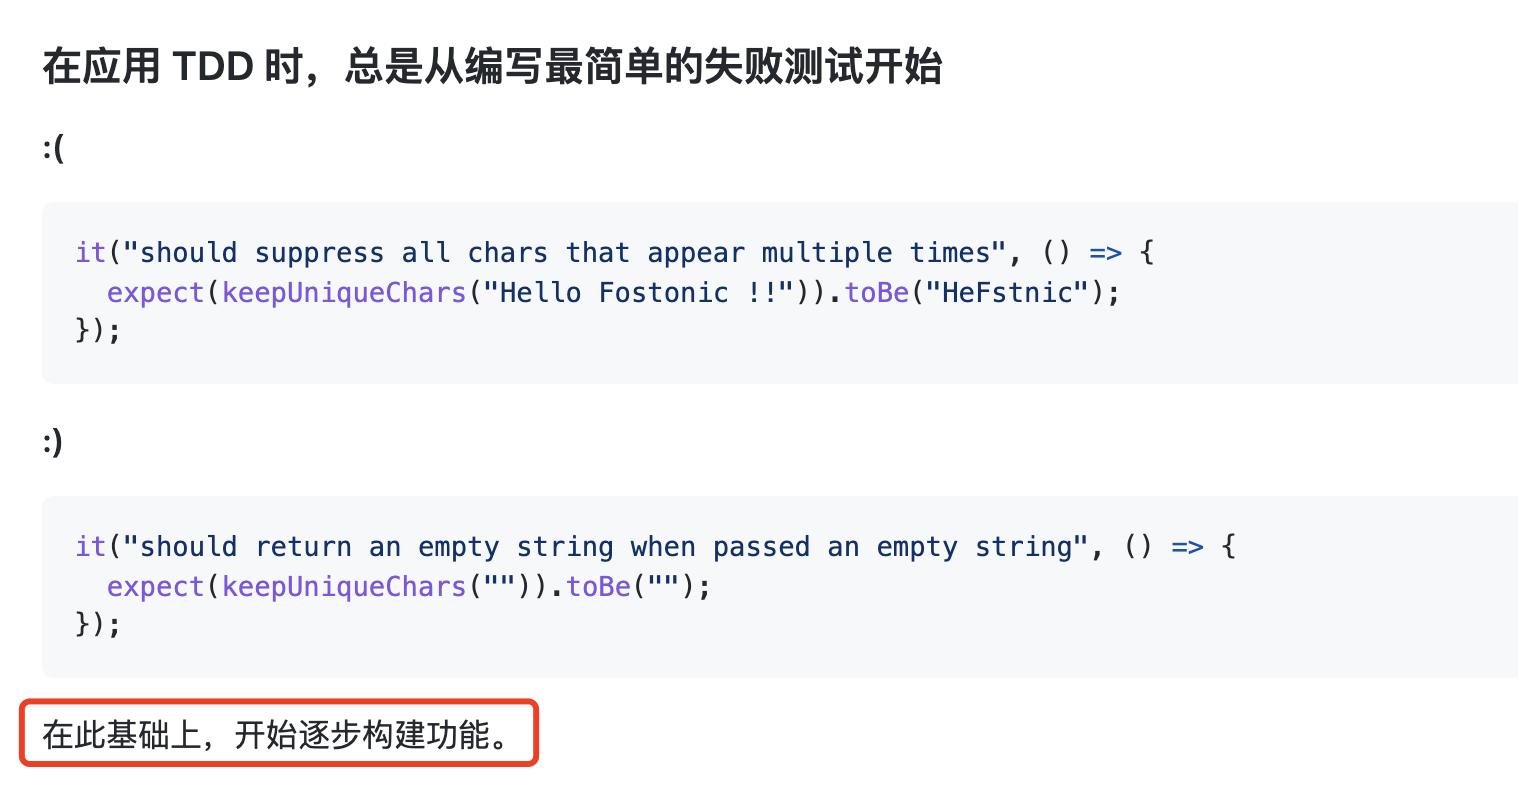 在应用 TDD 时，总是从编写最简单的失败测试开始
:(
it("should suppress all chars that appear multiple times", () => {
  expect(keepUniqueChars("Hello Fostonic !!")).toBe("HeFstnic");
});
:)
it("should return an empty string when passed an empty string", () => {
  expect(keepUniqueChars("")).toBe("");
});
在此基础上，开始逐步构建功能。